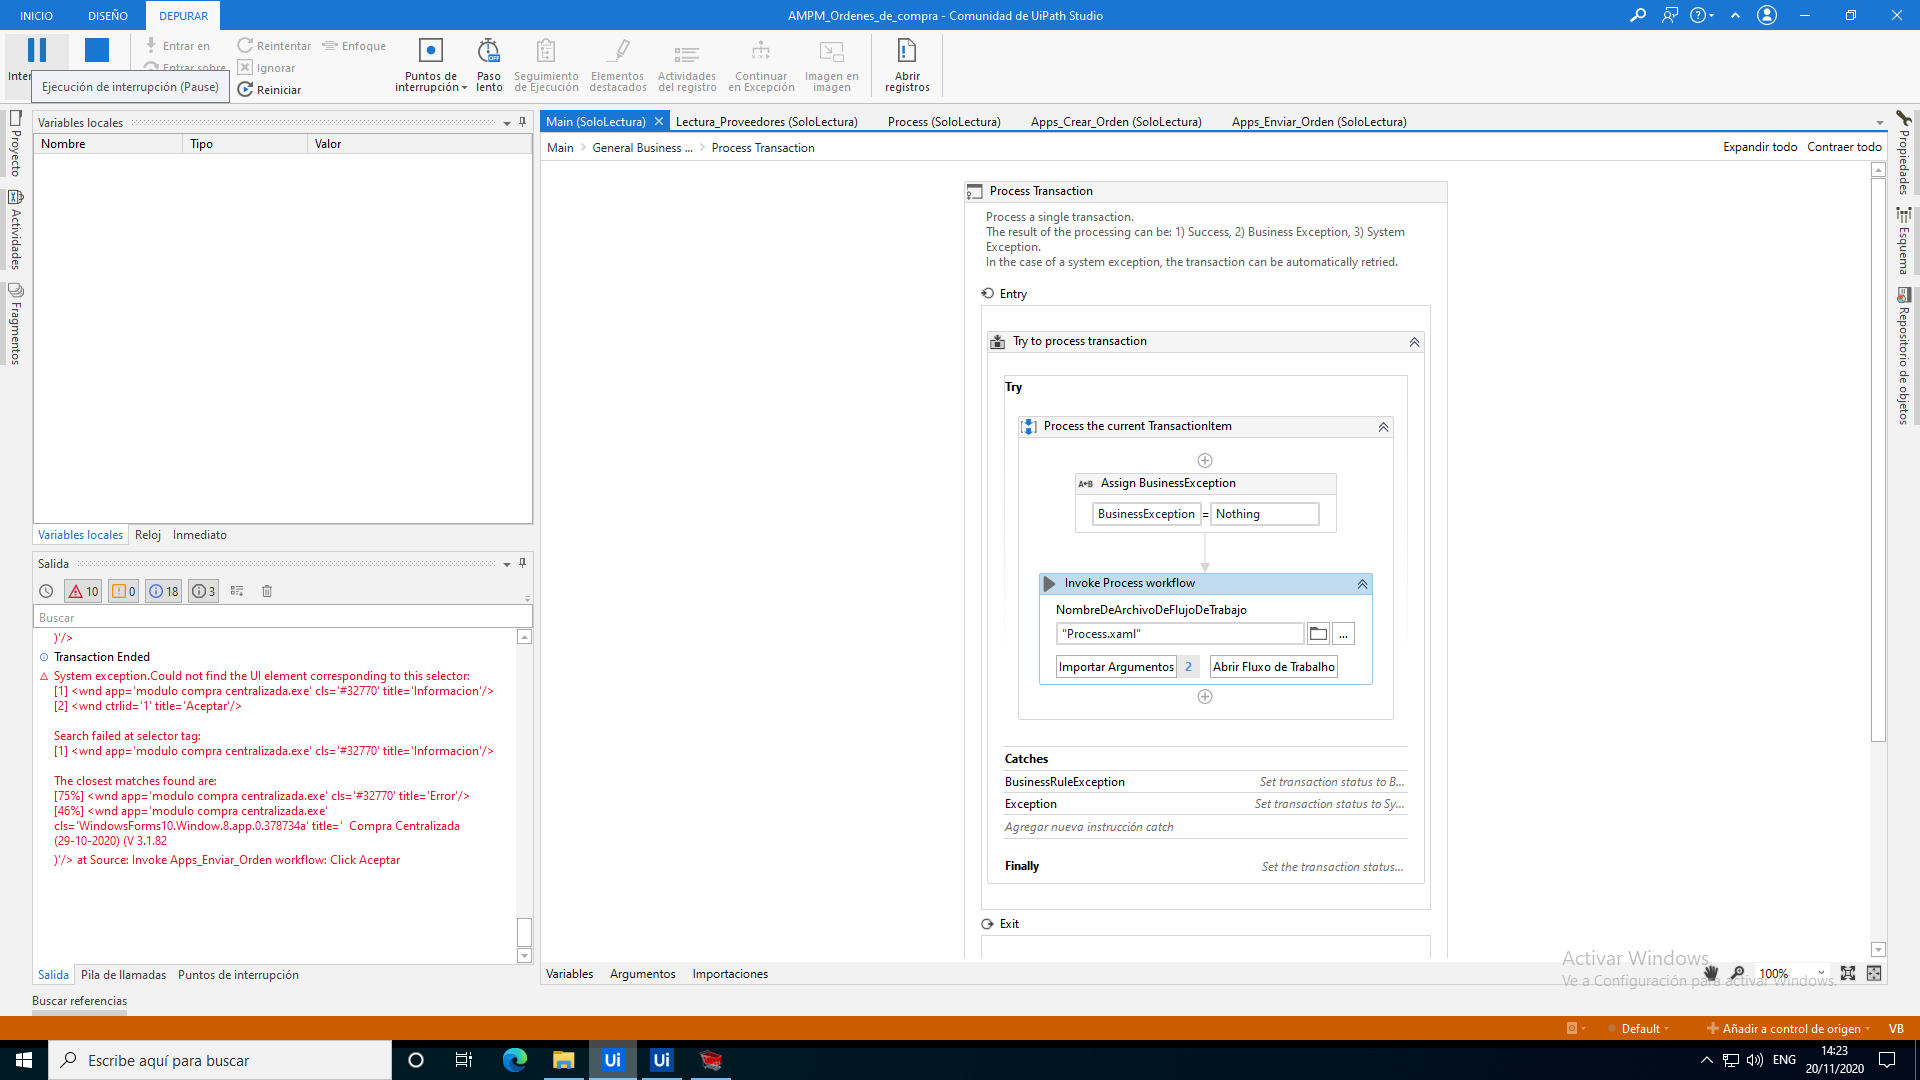 INICIO
DISEÑO
DEPURAR
AMPM_Ordenes_de_compra - Comunidad de UiPath Studio
Inter
Entrar en
Entrar sobre
Reintentar
Ignorar
Reiniciar
Enfoque
Puntos de
interrupción
Paso
lento
Seguimiento
de Ejecución
Elementos
destacados
Actividades
del registro
Continuar
en Excepción
Imagen en
imagen
Abrir
registros
Ejecución de interrupción (Pause)
Proyecto
Actividades
Fragmentos
Variables locales
Nombre
Tipo
Valor
Variables locales
Reloj
Inmediato
Salida
10
0
18
3
Buscar
)'/>
Transaction Ended
System exception.Could not find the UI element corresponding to this selector:
[1] <wnd app='modulo compra centralizada.exe' cls='#32770' title='Informacion'/>
[2] <wnd ctrlid='1' title='Aceptar'/>
Search failed at selector tag:
[1] <wnd app='modulo compra centralizada.exe' cls='#32770' title='Informacion'/>
The closest matches found are:
[75%] <wnd app='modulo compra centralizada.exe' cls='#32770' title='Error'/>
[46%] <wnd app='modulo compra centralizada.exe'
cls='WindowsForms10.Window.8.app.0.378734a' title='  Compra Centralizada
(29-10-2020) (V 3.1.82
)'/> at Source: Invoke Apps_Enviar_Orden workflow: Click Aceptar
Salida
Pila de llamadas
Puntos de interrupción
Buscar referencias
Main (SoloLectura)
Lectura_Proveedores (SoloLectura)
Process (SoloLectura)
Apps_Crear_Orden (SoloLectura)
Apps_Enviar_Orden (SoloLectura)
Main
General Business ...
Process Transaction
Expandir todo
Contraer todo
Process Transaction
Process a single transaction.
The result of the processing can be: 1) Success, 2) Business Exception, 3) System
Exception.
In the case of a system exception, the transaction can be automatically retried.
Entry
Try to process transaction
Try
Process the current TransactionItem
A+B Assign BusinessException
BusinessException = Nothing
Invoke Process workflow
NombreDeArchivoDeFlujoDeTrabajo
"Process.xaml"
...
Importar Argumentos
2
Abrir Fluxo de Trabalho
Catches
BusinessRuleException
Set transaction status to B...
Exception
Set transaction status to Sy...
Agregar nueva instrucción catch
Finally
Set the transaction status...
Exit
Variables
Argumentos
Importaciones
Activar Windows
Ve a Configuración para activar Windows.
100%
Propiedades
Esquema
Repositorio de objetos
Default
Añadir a control de origen
VB
Escribe aquí para buscar
Ui
Ui
ENG
14:23
20/11/2020